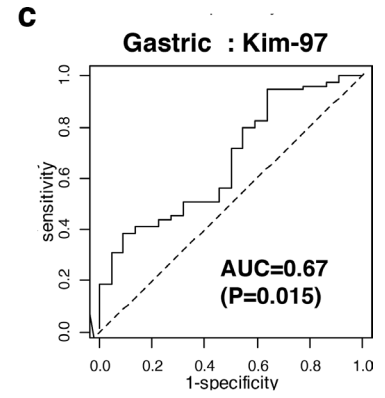 c
Gastric : Kim-97
1.0
0.8
0.6
0.4
0.2
0.0
sensitivity
AUC=0.67
(P=0.015)
0.0 0.2 0.4 0.6 0.8 1.0
1-specificity